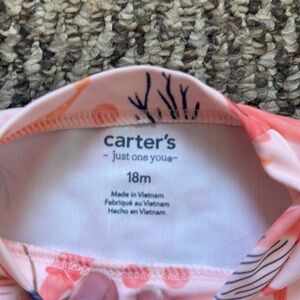 carter's
~ just one you®~
18m
Made in Vietnam
Fabriqué au Vietnam
Hecho en Vietnam